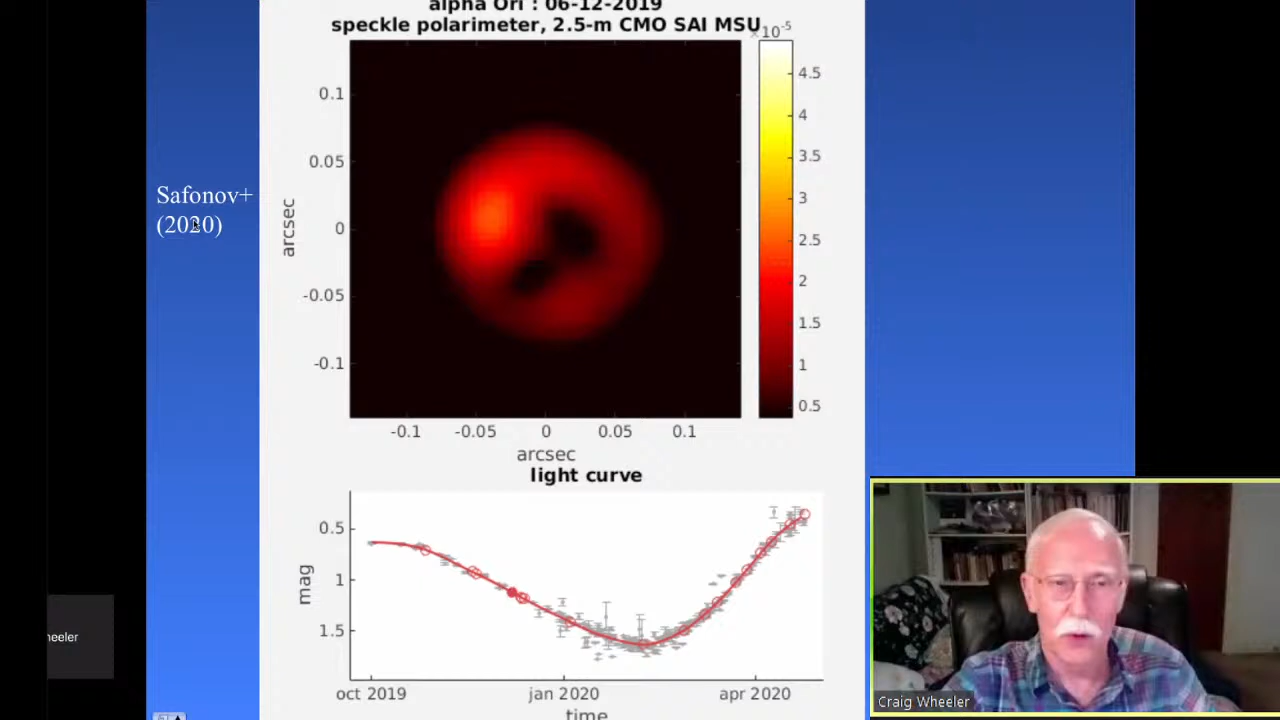 alpha Ori : 06-12-2019
speckle polarimeter, 2.5-m CMO SAI MSU
×10-5
Safonov+
(2020)
0.1
0.05
0
-0.05
-0.1
arcsec
4.5
4
3.5
3
2.5
2
1.5
1
0.5
-0.1 -0.05 0 0.05 0.1
arcsec
light curve
0.5
1
1.5
mag
oct 2019 jan 2020 apr 2020
time
heeler
Craig Wheeler